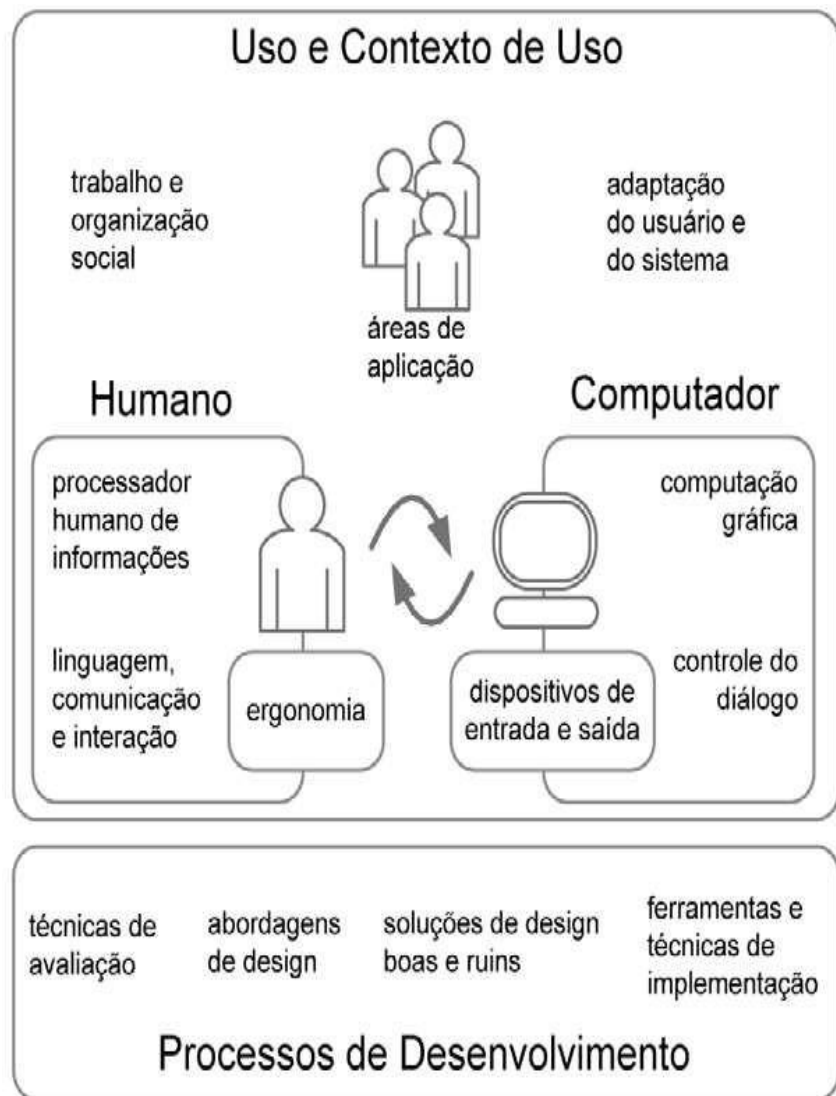 Uso e Contexto de Uso
trabalho e
organização
social
adaptação
do usuário e
do sistema
áreas de
aplicação
Humano
Computador
processador
humano de
informações
computação
gráfica
linguagem,
comunicação
e interação
ergonomia
dispositivos de
entrada e saída
controle do
diálogo
técnicas de
avaliação
abordagens
de design
soluções de design
boas e ruins
ferramentas e
técnicas de
implementação
Processos de Desenvolvimento